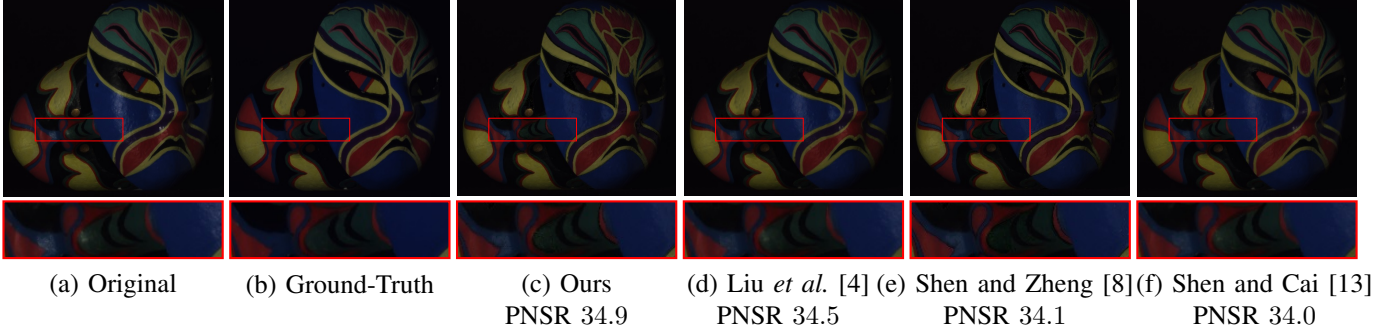 (a) Original
(b) Ground-Truth
(c) Ours
PNSR 34.9
(d) Liu et al. [4]
PNSR 34.5
(e) Shen and Zheng [8]
PNSR 34.1
(f) Shen and Cai [13]
PNSR 34.0